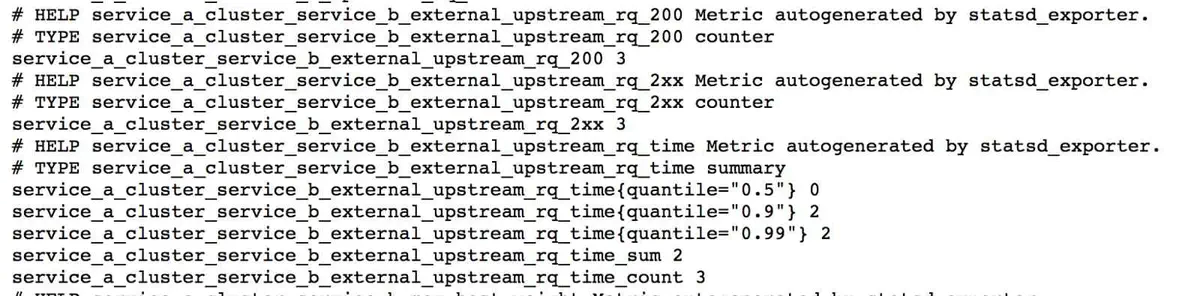 # HELP service_a_cluster_service_b_external_upstream_rq_200 Metric autogenerated by statsd_exporter.
# TYPE service_a_cluster_service_b_external_upstream_rq_200 counter
service_a_cluster_service_b_external_upstream_rq_200 3
# HELP service_a_cluster_service_b_external_upstream_rq_2xx Metric autogenerated by statsd_exporter.
# TYPE service_a_cluster_service_b_external_upstream_rq_2xx counter
service_a_cluster_service_b_external_upstream_rq_2xx 3
# HELP service_a_cluster_service_b_external_upstream_rq_time Metric autogenerated by statsd_exporter.
# TYPE service_a_cluster_service_b_external_upstream_rq_time summary
service_a_cluster_service_b_external_upstream_rq_time{quantile="0.5"} 0
service_a_cluster_service_b_external_upstream_rq_time{quantile="0.9"} 2
service_a_cluster_service_b_external_upstream_rq_time{quantile="0.99"} 2
service_a_cluster_service_b_external_upstream_rq_time_sum 2
service_a_cluster_service_b_external_upstream_rq_time_count 3